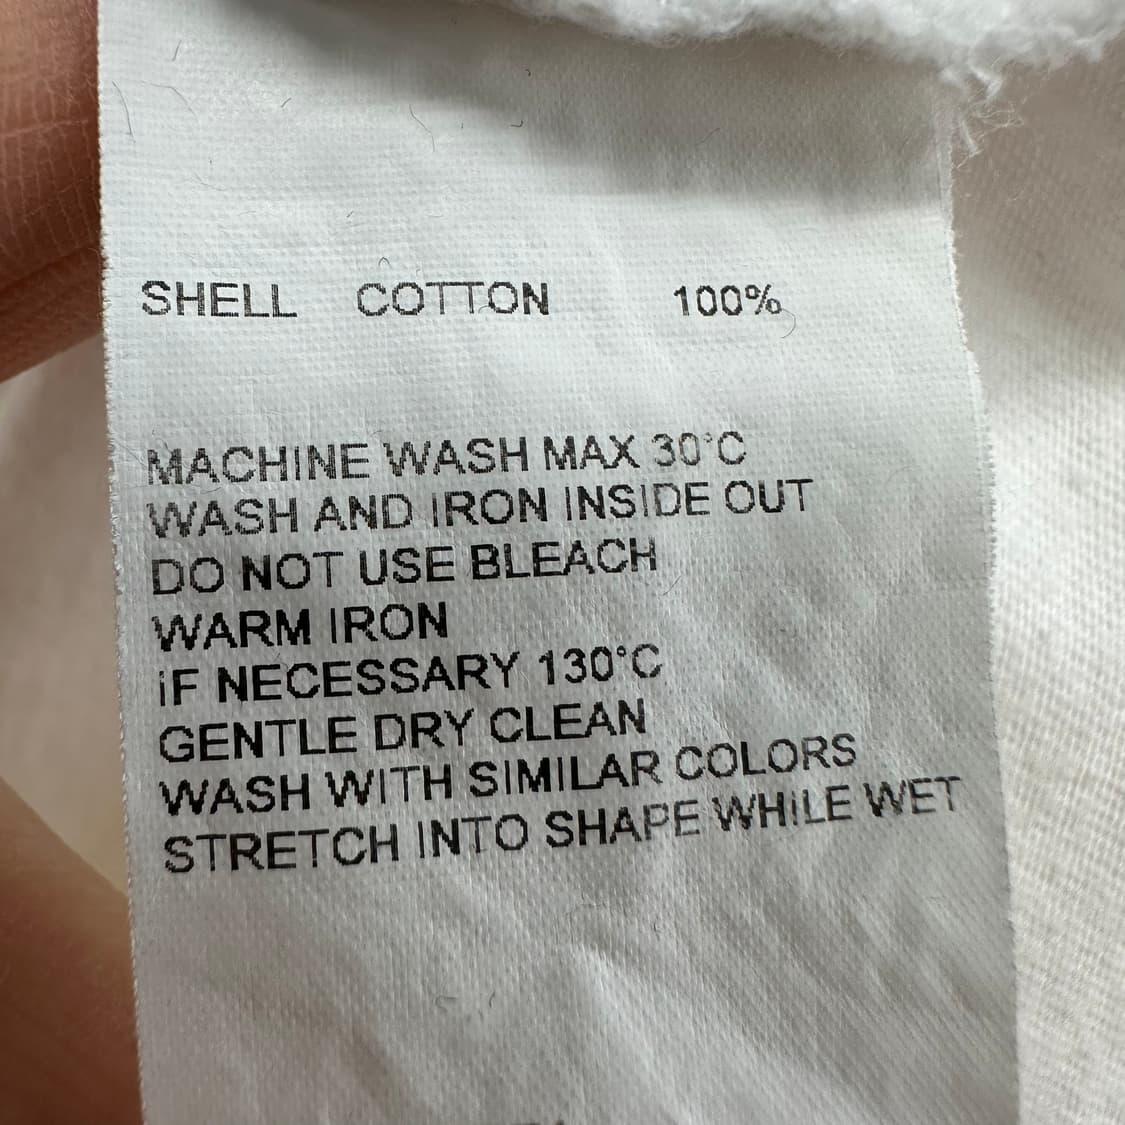 SHELL COTTON 100%
MACHINE WASH MAX 30°C
WASH AND IRON INSIDE OUT
DO NOT USE BLEACH
WARM IRON
iF NECESSARY 130°C
GENTLE DRY CLEAN
WASH WITH SIMILAR COLORS
STRETCH INTO SHAPE WHiLE WET